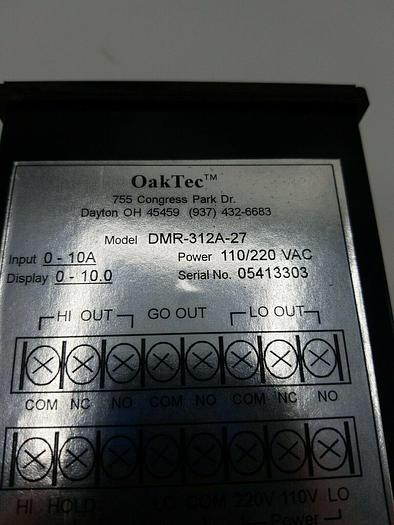 OakTec™
755 Congress Park Dr.
Dayton OH 45459 (937) 432-6683
Model DMR-312A-27
Input 0 - 10A Power 110/220 VAC
Display 0 - 10.0 Serial No. 05413303
HI OUT GO OUT LO OUT
COM NC NO COM NO COM NC NO
HI HOLD LC COM 220V 110V LO
Power